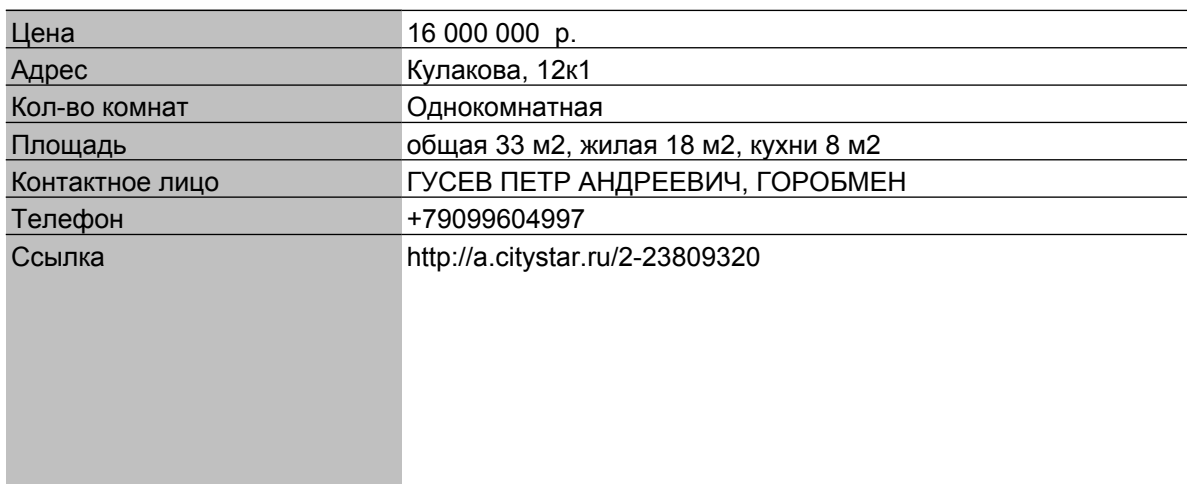 Цена 16 000 000 р.
Адрес Кулакова, 12к1
Кол-во комнат Однокомнатная
Площадь общая 33 м2, жилая 18 м2, кухни 8 м2
Контактное лицо ГУСЕВ ПЕТР АНДРЕЕВИЧ, ГОРОБМЕН
Телефон +79099604997
Ссылка http://a.citystar.ru/2-23809320